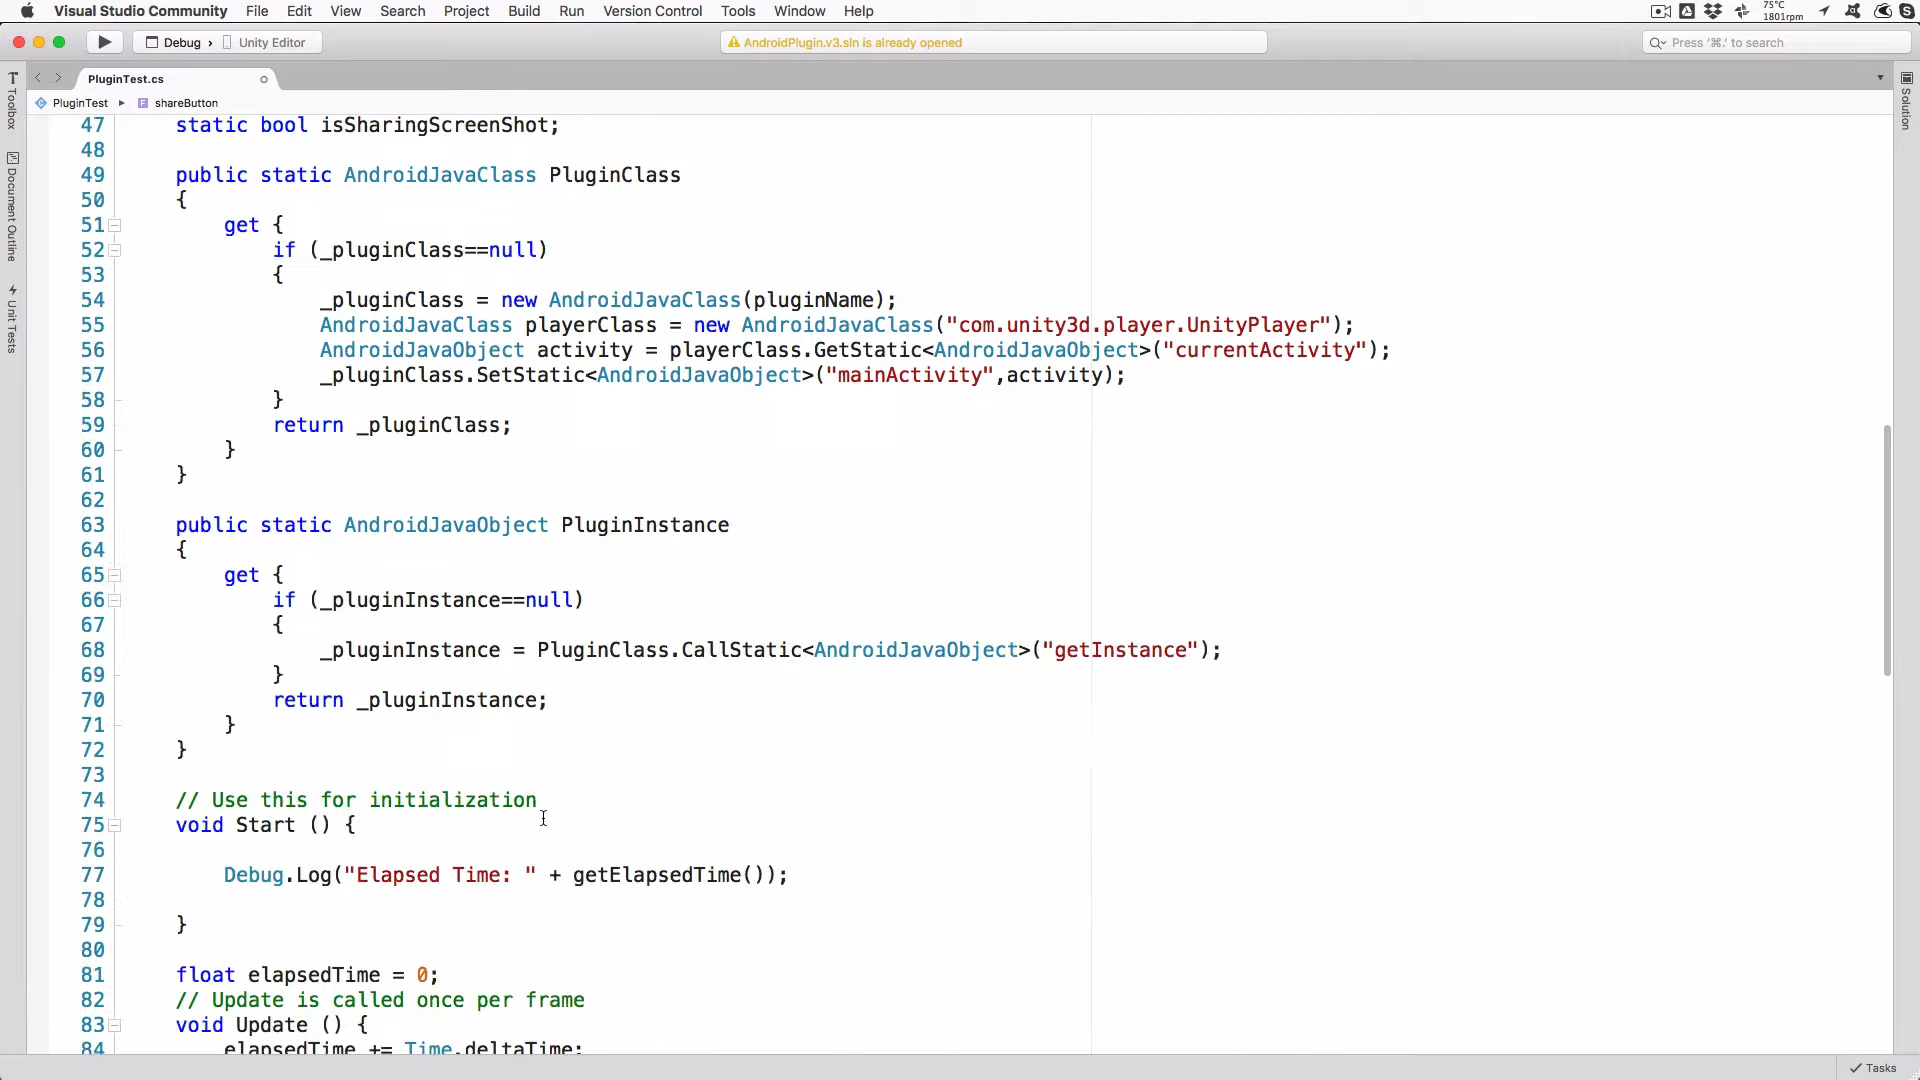 Visual Studio Community File Edit View Search Project Build Run Version Control Tools Window Help 75°C 1801rpm
Debug › Unity Editor AndroidPlugin.v3.sln is already opened Press '⌘.' to search
PluginTest.cs
PluginTest ▸ shareButton
Toolbox
Document Outline
Unit Tests
Solution
47 static bool isSharingScreenShot;
48
49 public static AndroidJavaClass PluginClass
50 {
51 get {
52 if (_pluginClass==null)
53 {
54 _pluginClass = new AndroidJavaClass(pluginName);
55 AndroidJavaClass playerClass = new AndroidJavaClass("com.unity3d.player.UnityPlayer");
56 AndroidJavaObject activity = playerClass.GetStatic<AndroidJavaObject>("currentActivity");
57 _pluginClass.SetStatic<AndroidJavaObject>("mainActivity",activity);
58 }
59 return _pluginClass;
60 }
61 }
62
63 public static AndroidJavaObject PluginInstance
64 {
65 get {
66 if (_pluginInstance==null)
67 {
68 _pluginInstance = PluginClass.CallStatic<AndroidJavaObject>("getInstance");
69 }
70 return _pluginInstance;
71 }
72 }
73
74 // Use this for initialization
75 void Start () {
76
77 Debug.Log("Elapsed Time: " + getElapsedTime());
78
79 }
80
81 float elapsedTime = 0;
82 // Update is called once per frame
83 void Update () {
84 elapsedTime += Time.deltaTime;
Tasks